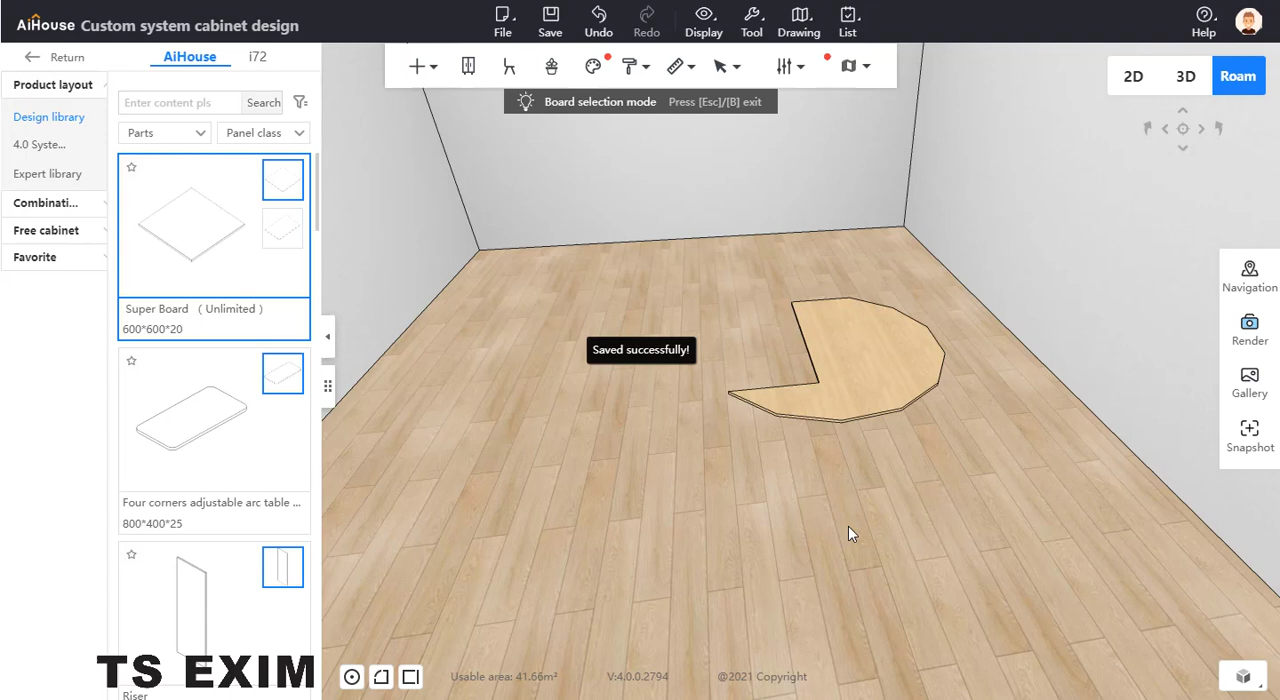 AiHouse Custom system cabinet design
File
Save
Undo
Redo
Display
Tool
Drawing
List
Help
Return
AiHouse
i72
Product layout
Design library
4.0 Syste...
Expert library
Combinati...
Free cabinet
Favorite
Enter content pls
Search
Parts
Panel class
Super Board （Unlimited）
600*600*20
Four corners adjustable arc table ...
800*400*25
Riser
Board selection mode Press [Esc]/[B] exit
2D
3D
Roam
Saved successfully!
Navigation
Render
Gallery
Snapshot
TS EXIM
Usable area: 41.66m²
V:4.0.0.2794
@2021 Copyright